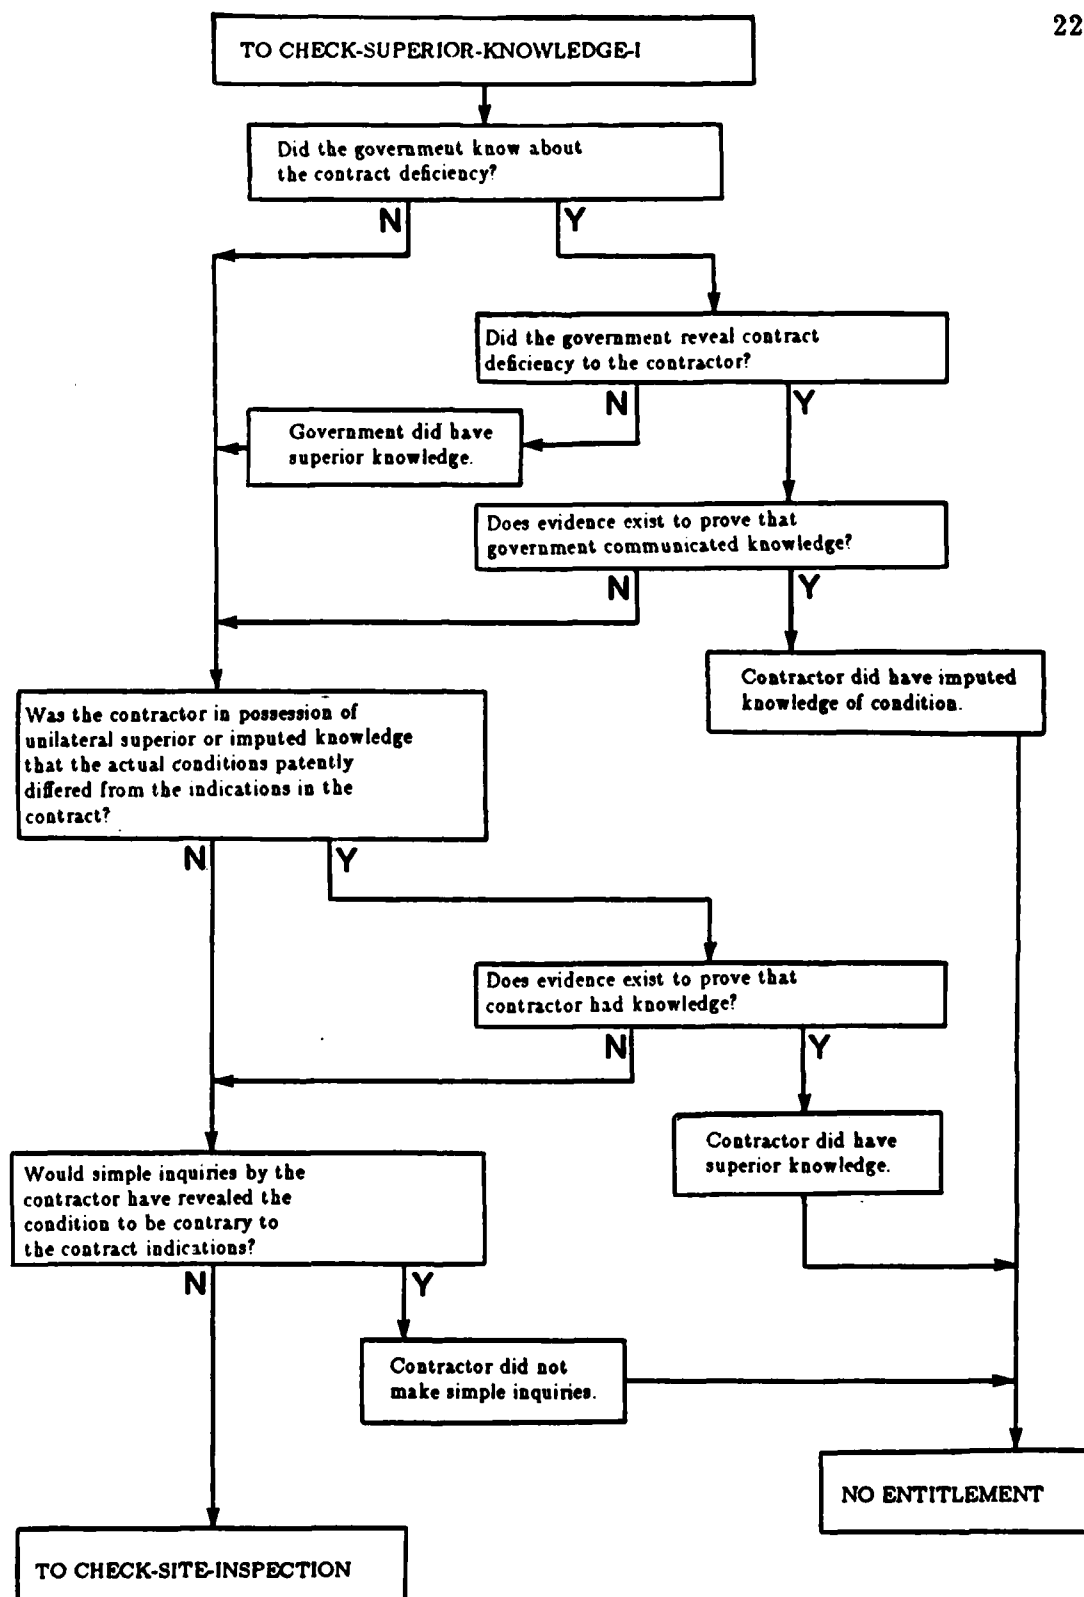 22
TO CHECK-SUPERIOR-KNOWLEDGE-I
Did the government know about
the contract deficiency?
N
Y
Did the government reveal contract
deficiency to the contractor?
N
Y
Government did have
superior knowledge.
Does evidence exist to prove that
government communicated knowledge?
N
Y
Contractor did have imputed
knowledge of condition.
Was the contractor in possession of
unilateral superior or imputed knowledge
that the actual conditions patently
differed from the indications in the
contract?
N
Y
Does evidence exist to prove that
contractor had knowledge?
N
Y
Contractor did have
superior knowledge.
Would simple inquiries by the
contractor have revealed the
condition to be contrary to
the contract indications?
N
Y
Contractor did not
make simple inquiries.
NO ENTITLEMENT
TO CHECK-SITE-INSPECTION